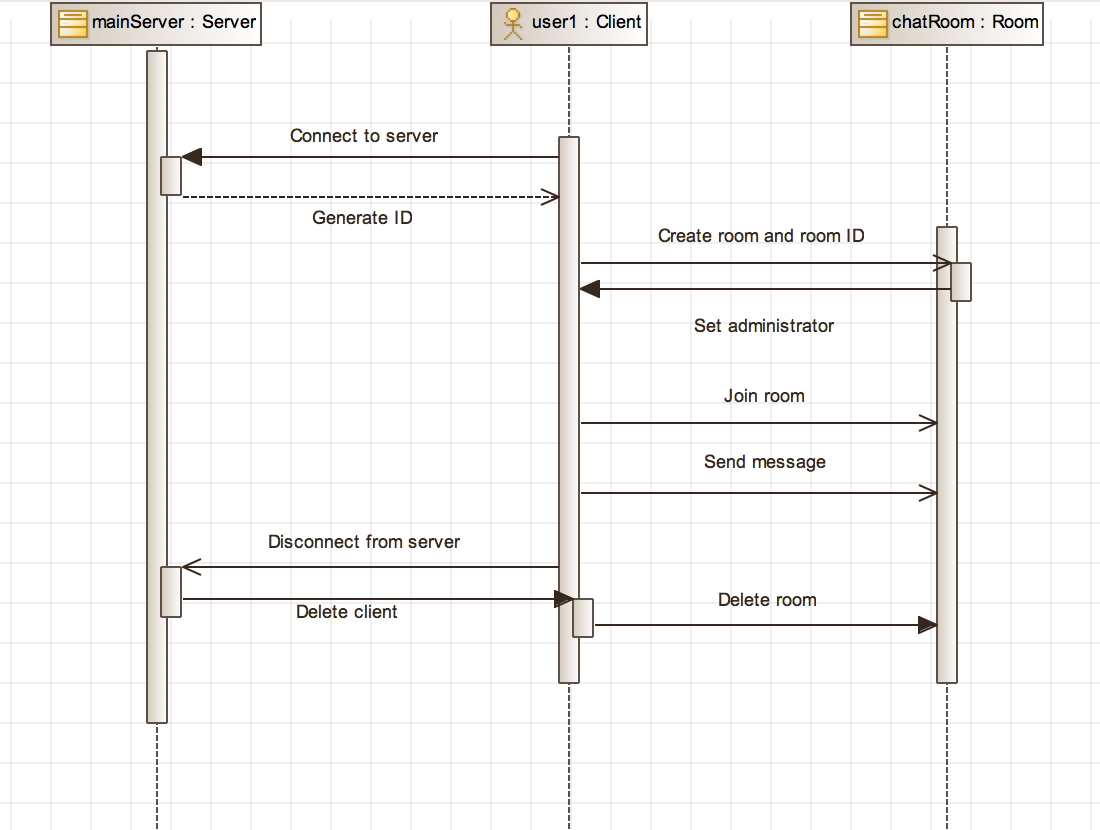 mainServer : Server
user1 : Client
chatRoom : Room
Connect to server
Generate ID
Create room and room ID
Set administrator
Join room
Send message
Disconnect from server
Delete client
Delete room